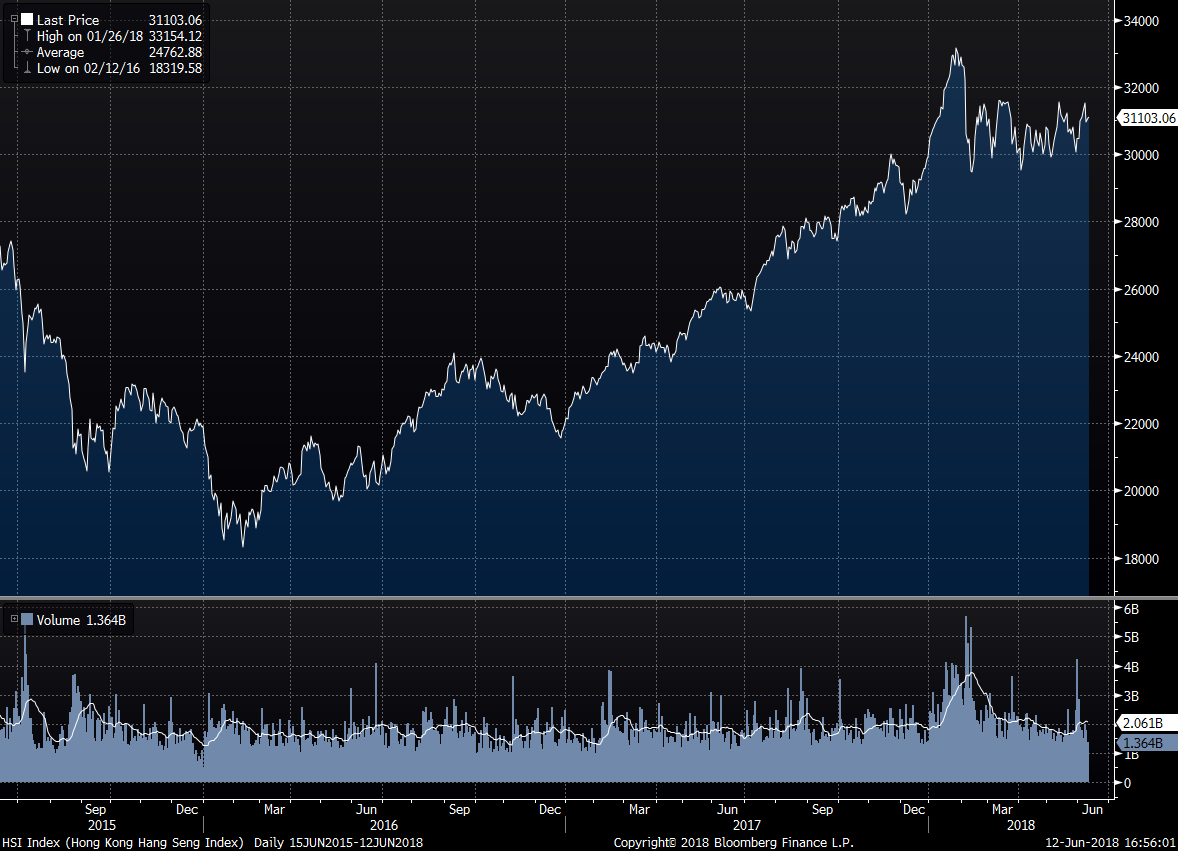 Last Price 31103.06
High on 01/26/18 33154.12
Average 24762.88
Low on 02/12/16 18319.58
34000
32000
31103.06
30000
28000
26000
24000
22000
20000
18000
Volume 1.364B
6B
5B
4B
3B
2.061B
1.364B
1B
0
Sep Dec Mar Jun Sep Dec Mar Jun Sep Dec Mar Jun
2015 2016 2017 2018
HSI Index (Hong Kong Hang Seng Index) Daily 15JUN2015-12JUN2018 Copyright© 2018 Bloomberg Finance L.P. 12-Jun-2018 16:56:01